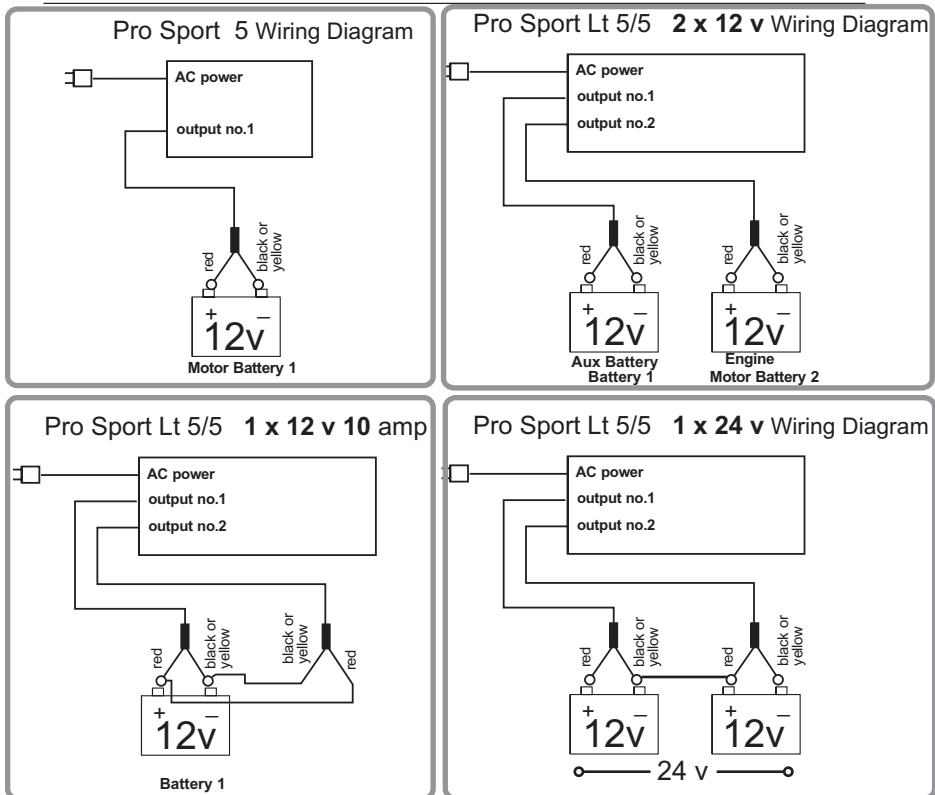 Pro Sport 5 Wiring Diagram
AC power
output no.1
red
black or
yellow
+ –
12v
Motor Battery 1
Pro Sport Lt 5/5 2 x 12 v Wiring Diagram
AC power
output no.1
output no.2
red
black or
yellow
red
black or
yellow
+ –
12v
Aux Battery
Battery 1
+ –
12v
Engine
Motor Battery 2
Pro Sport Lt 5/5 1 x 12 v 10 amp
AC power
output no.1
output no.2
red
black or
yellow
black or
yellow
red
+ –
12v
Battery 1
Pro Sport Lt 5/5 1 x 24 v Wiring Diagram
AC power
output no.1
output no.2
red
black or
yellow
red
black or
yellow
+ –
12v
+ –
12v
24 v